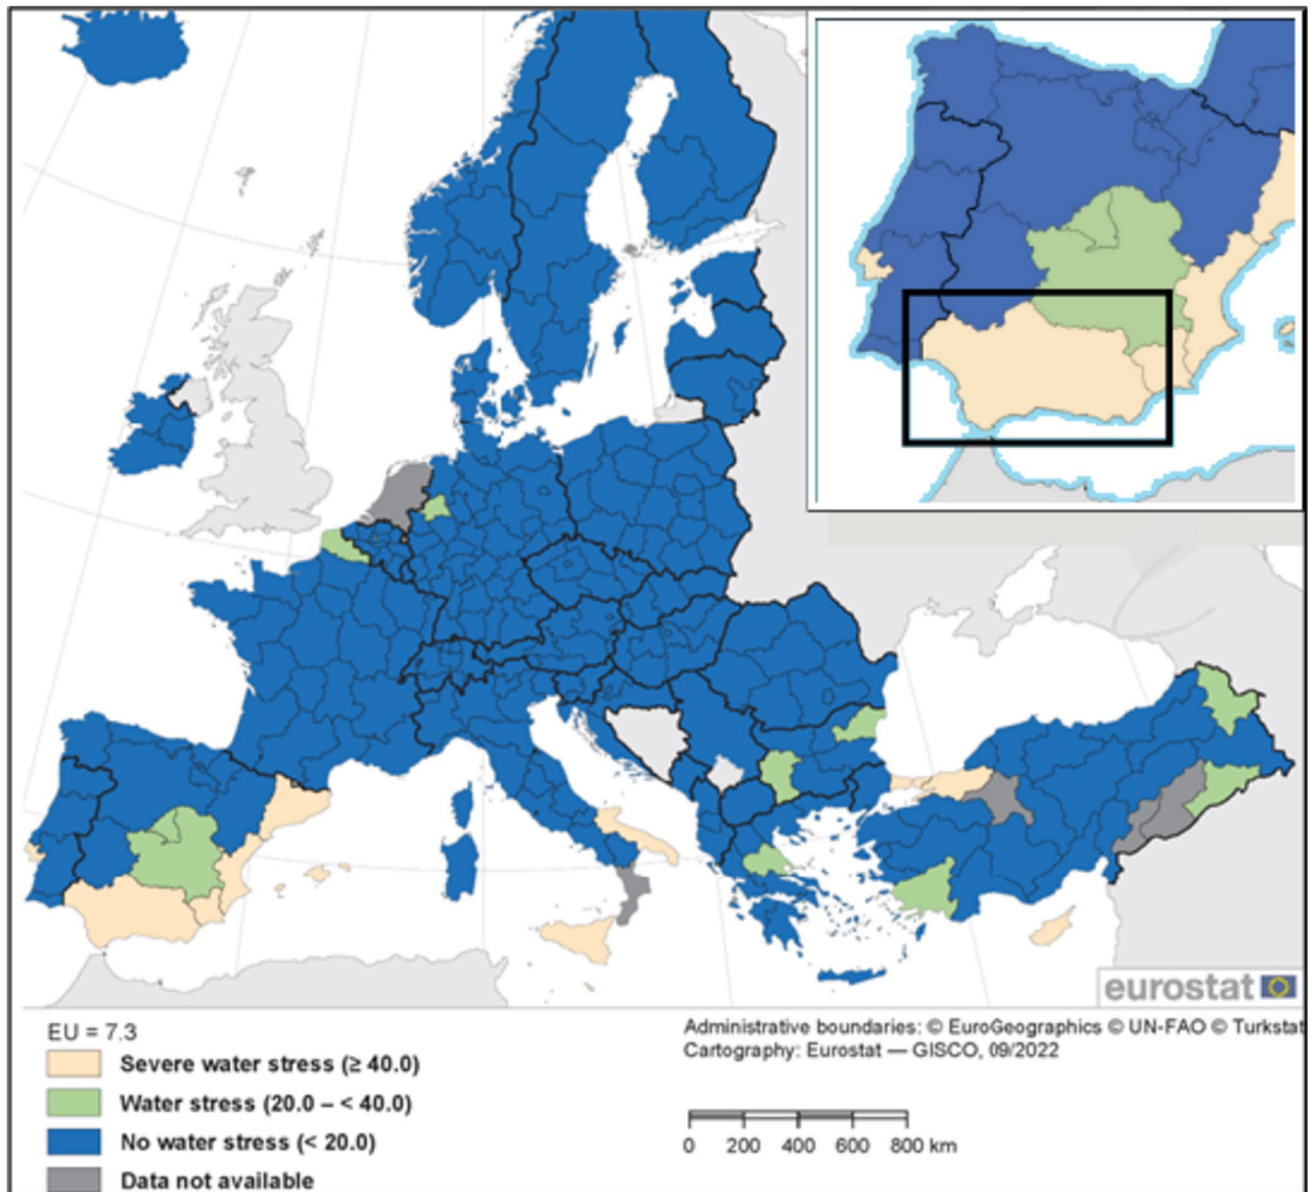 eurostat
EU = 7.3
Severe water stress (≥ 40.0)
Water stress (20.0 – < 40.0)
No water stress (< 20.0)
Data not available
Administrative boundaries: © EuroGeographics © UN-FAO © Turkstat
Cartography: Eurostat — GISCO, 09/2022
0 200 400 600 800 km